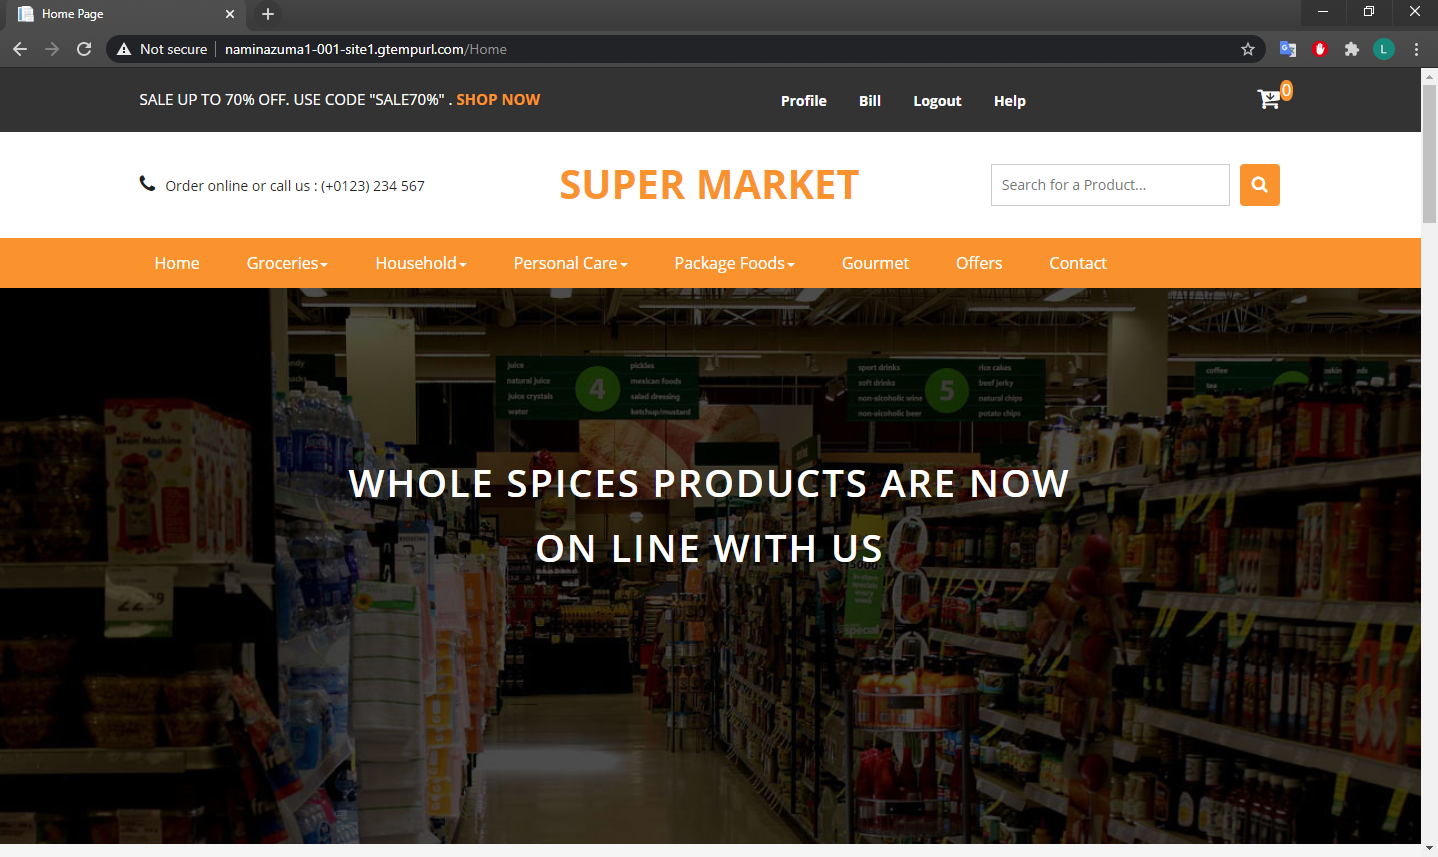 Home Page
Not secure
naminazuma1-001-site1.gtempurl.com/Home
L
SALE UP TO 70% OFF. USE CODE "SALE70%" . SHOP NOW
Profile
Bill
Logout
Help
0
Order online or call us : (+0123) 234 567
SUPER MARKET
Search for a Product...
Home
Groceries
Household
Personal Care
Package Foods
Gourmet
Offers
Contact
juice
natural juice
juice crystals
water
4
pickles
mexican foods
salad dressing
ketchup/mustard
sport drinks
soft drinks
non-alcoholic wine
non-alcoholic beer
5
rice cakes
beef jerky
natural chips
potato chips
coffee
tea
Bean Machine
WHOLE SPICES PRODUCTS ARE NOW
ON LINE WITH US
special